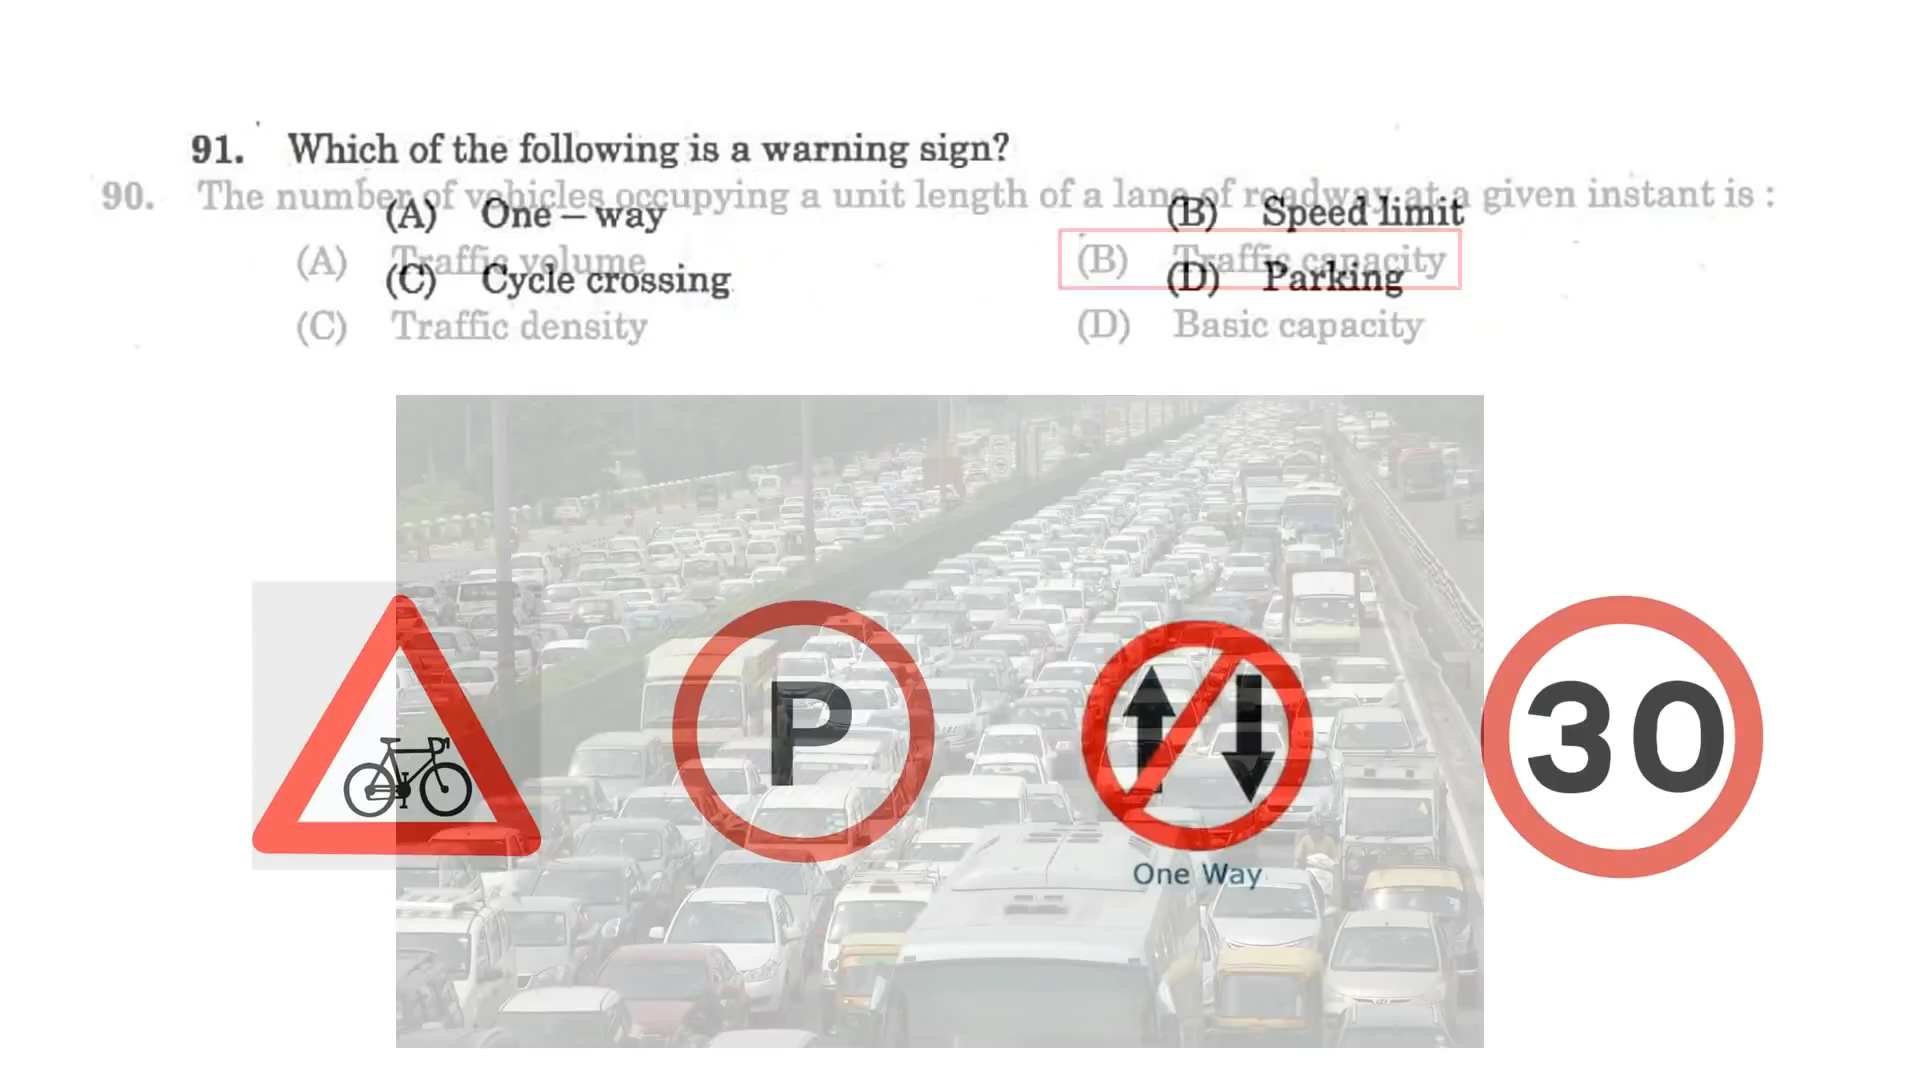 91. Which of the following is a warning sign?
90. The number of vehicles occupying a unit length of a lane of roadway at a given instant is :
(A) One – way (B) Speed limit
(A) Traffic volume (B) Traffic capacity
(C) Cycle crossing (D) Parking
(C) Traffic density (D) Basic capacity
P
30
One Way